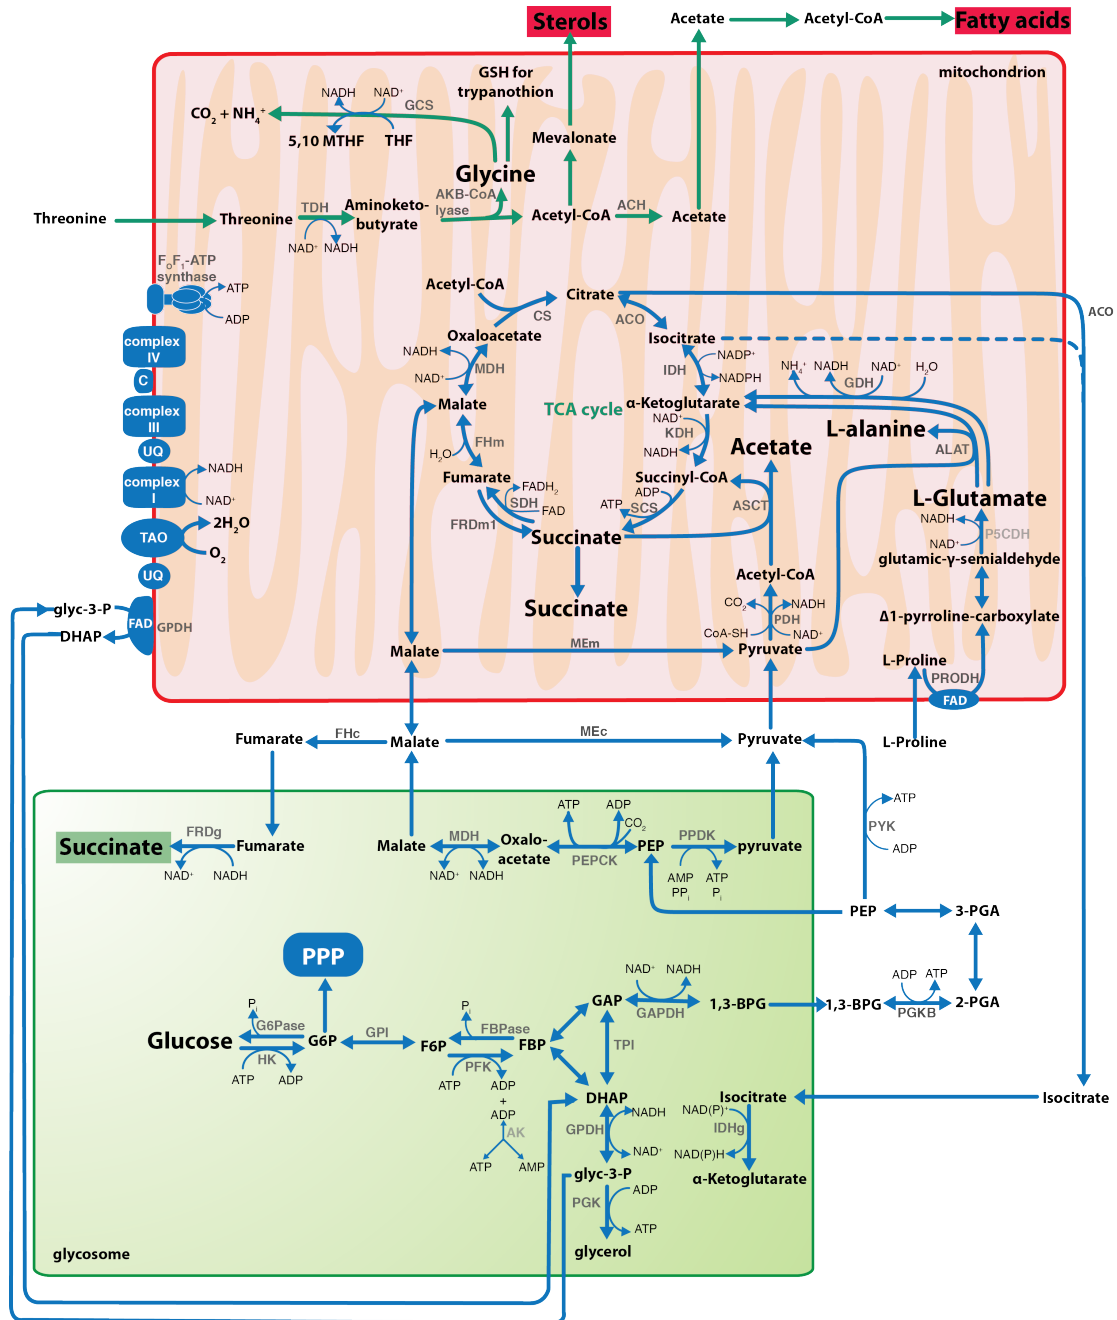 Sterols
Acetate
Acetyl-CoA
Fatty acids
mitochondrion
GSH for
trypanothion
NADH
NAD⁺
GCS
CO₂ + NH₄⁺
5,10 MTHF
THF
Mevalonate
Glycine
Threonine
Threonine
TDH
NAD⁺
NADH
Aminoketo-
butyrate
AKB-CoA
lyase
Acetyl-CoA
ACH
Acetate
F₀F₁-ATP
synthase
ATP
ADP
Acetyl-CoA
CS
Citrate
ACO
ACO
Oxaloacetate
Isocitrate
complex
IV
NADH
NAD⁺
MDH
IDH
NADP⁺
NADPH
NH₄⁺
NADH
GDH
NAD⁺
H₂O
C
Malate
TCA cycle
α-Ketoglutarate
complex
III
NAD⁺
KDH
NADH
L-alanine
ALAT
Acetate
FHm
H₂O
UQ
complex
I
NADH
NAD⁺
Fumarate
Succinyl-CoA
FADH₂
SDH
FAD
ADP
ATP
SCS
ASCT
L-Glutamate
FRDm1
TAO
2H₂O
O₂
Succinate
NADH
NAD⁺
P5CDH
glutamic-γ-semialdehyde
UQ
Acetyl-CoA
Succinate
CO₂
NADH
PDH
CoA-SH
NAD⁺
Δ1-pyrroline-carboxylate
glyc-3-P
DHAP
FAD
GPDH
Malate
MEm
Pyruvate
L-Proline
PRODH
FAD
Fumarate
FHc
Malate
MEc
Pyruvate
L-Proline
ATP
PYK
ADP
Succinate
FRDg
NAD⁺
NADH
Fumarate
Malate
MDH
NAD⁺
NADH
Oxalo-
acetate
ATP
ADP
CO₂
PEPCK
PEP
PPDK
AMP
PPᵢ
ATP
Pᵢ
pyruvate
PEP
3-PGA
PPP
NAD⁺
NADH
GAP
GAPDH
1,3-BPG
1,3-BPG
ADP
ATP
PGKB
2-PGA
Pᵢ
G6Pase
Glucose
HK
ATP
ADP
G6P
GPI
F6P
Pᵢ
FBPase
PFK
ATP
ADP
+
ADP
AK
ATP
AMP
FBP
TPI
DHAP
NADH
GPDH
NAD⁺
Isocitrate
Isocitrate
NAD(P)⁺
IDHg
NAD(P)H
α-Ketoglutarate
glyc-3-P
PGK
ADP
ATP
glycerol
glycosome